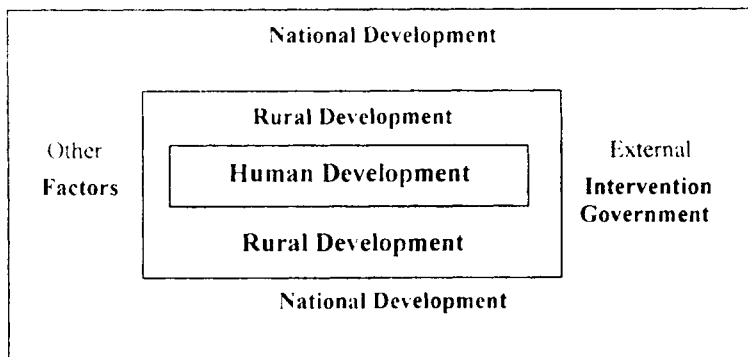 National Development
Rural Development
Other
Factors
Human Development
External
Intervention
Government
Rural Development
National Development